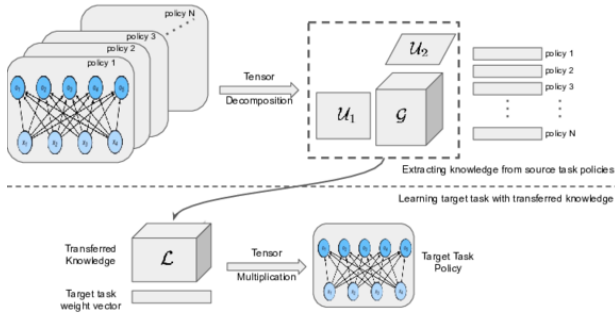 policy N
policy 3
policy 2
policy 1
Tensor
Decomposition
U₂
U₁
G
policy 1
policy 2
policy 3
policy N
Extracting knowledge from source task policies
Learning target task with transferred knowledge
Transferred
Knowledge
L
Tensor
Multiplication
Target Task
Policy
Target task
weight vector